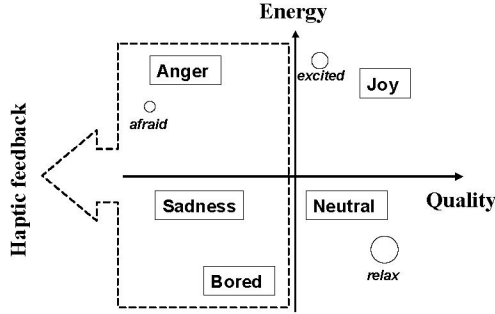 Energy
Anger
excited
Joy
afraid
Haptic feedback
Sadness
Neutral
Quality
Bored
relax